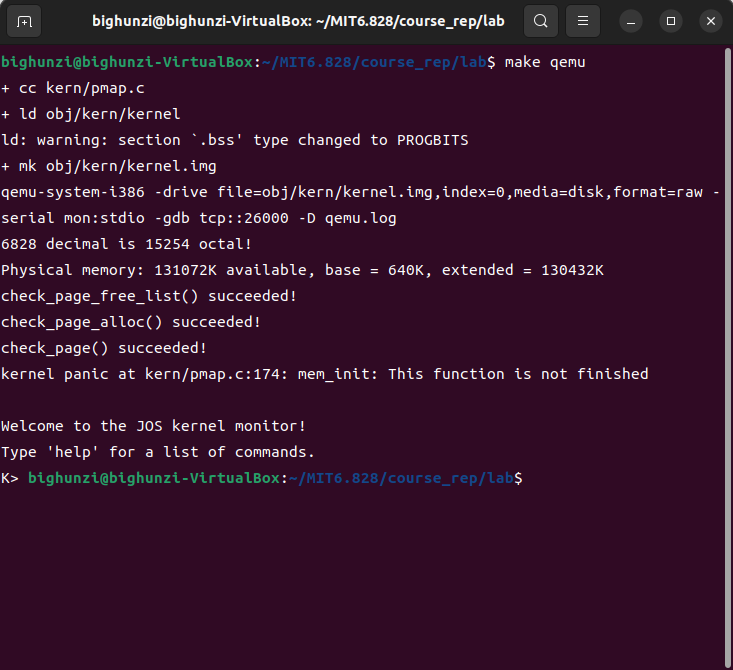 bighunzi@bighunzi-VirtualBox: ~/MIT6.828/course_rep/lab
bighunzi@bighunzi-VirtualBox:~/MIT6.828/course_rep/lab$ make qemu
+ cc kern/pmap.c
+ ld obj/kern/kernel
ld: warning: section `.bss' type changed to PROGBITS
+ mk obj/kern/kernel.img
qemu-system-i386 -drive file=obj/kern/kernel.img,index=0,media=disk,format=raw -
serial mon:stdio -gdb tcp::26000 -D qemu.log
6828 decimal is 15254 octal!
Physical memory: 131072K available, base = 640K, extended = 130432K
check_page_free_list() succeeded!
check_page_alloc() succeeded!
check_page() succeeded!
kernel panic at kern/pmap.c:174: mem_init: This function is not finished

Welcome to the JOS kernel monitor!
Type 'help' for a list of commands.
K> bighunzi@bighunzi-VirtualBox:~/MIT6.828/course_rep/lab$